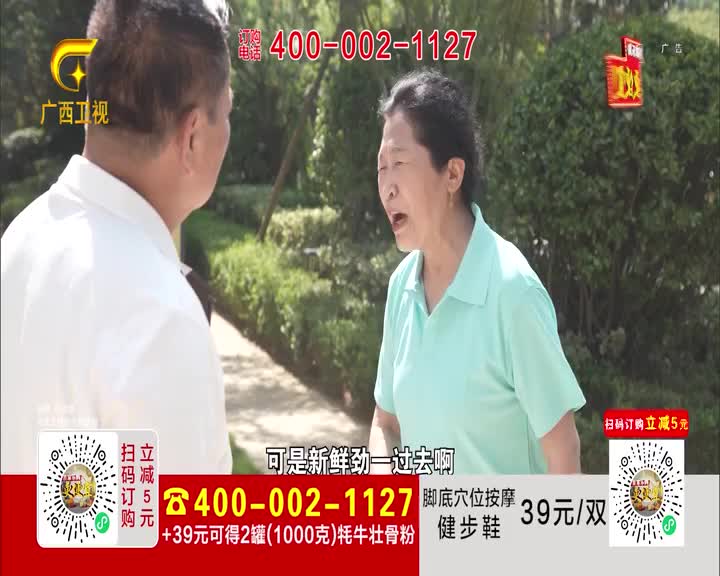 订购电话 400-002-1127
广告
广西卫视
可是新鲜劲一过去啊
扫码订购
立减5元
☎400-002-1127
+39元可得2罐(1000克)牦牛壮骨粉
脚底穴位按摩
健步鞋
39元/双
扫码订购立减5元